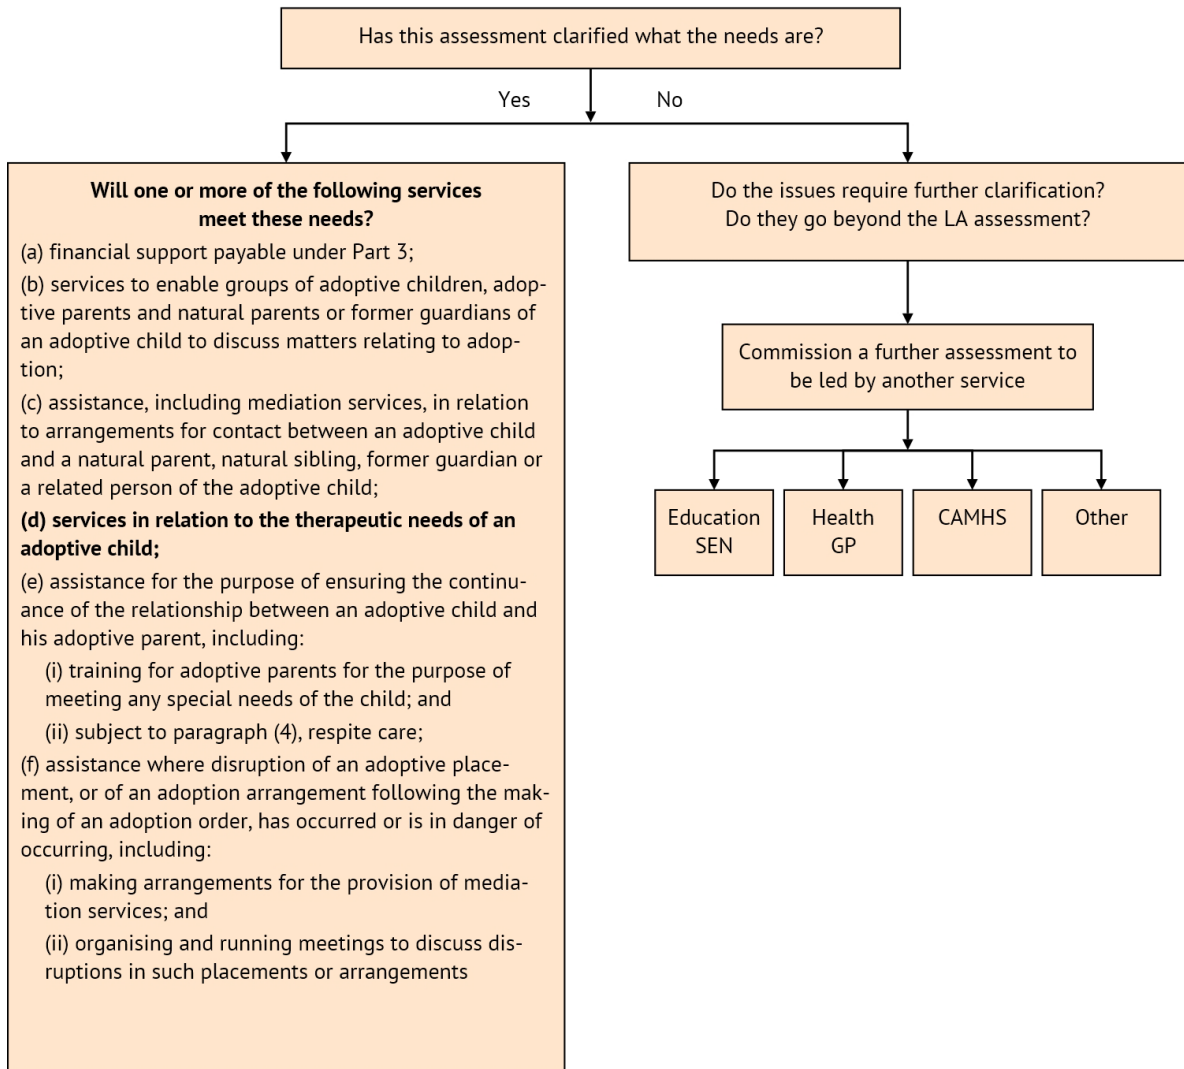 Has this assessment clarified what the needs are?
Yes
No
Will one or more of the following services
meet these needs?
(a) financial support payable under Part 3;
(b) services to enable groups of adoptive children, adop-
tive parents and natural parents or former guardians of
an adoptive child to discuss matters relating to adop-
tion;
(c) assistance, including mediation services, in relation
to arrangements for contact between an adoptive child
and a natural parent, natural sibling, former guardian or
a related person of the adoptive child;
(d) services in relation to the therapeutic needs of an
adoptive child;
(e) assistance for the purpose of ensuring the continu-
ance of the relationship between an adoptive child and
his adoptive parent, including:
(i) training for adoptive parents for the purpose of
meeting any special needs of the child; and
(ii) subject to paragraph (4), respite care;
(f) assistance where disruption of an adoptive place-
ment, or of an adoption arrangement following the mak-
ing of an adoption order, has occurred or is in danger of
occurring, including:
(i) making arrangements for the provision of media-
tion services; and
(ii) organising and running meetings to discuss dis-
ruptions in such placements or arrangements
Do the issues require further clarification?
Do they go beyond the LA assessment?
Commission a further assessment to
be led by another service
Education
SEN
Health
GP
CAMHS
Other